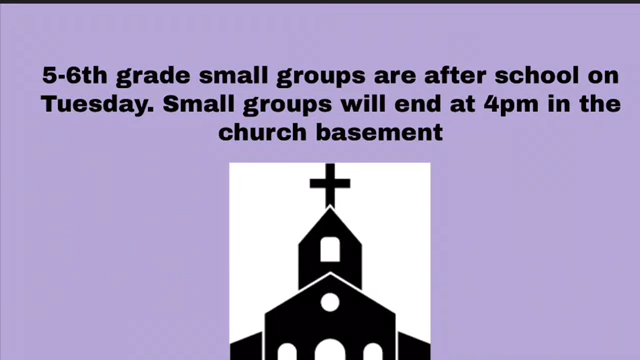 5-6th grade small groups are after school on
Tuesday. Small groups will end at 4pm in the
church basement